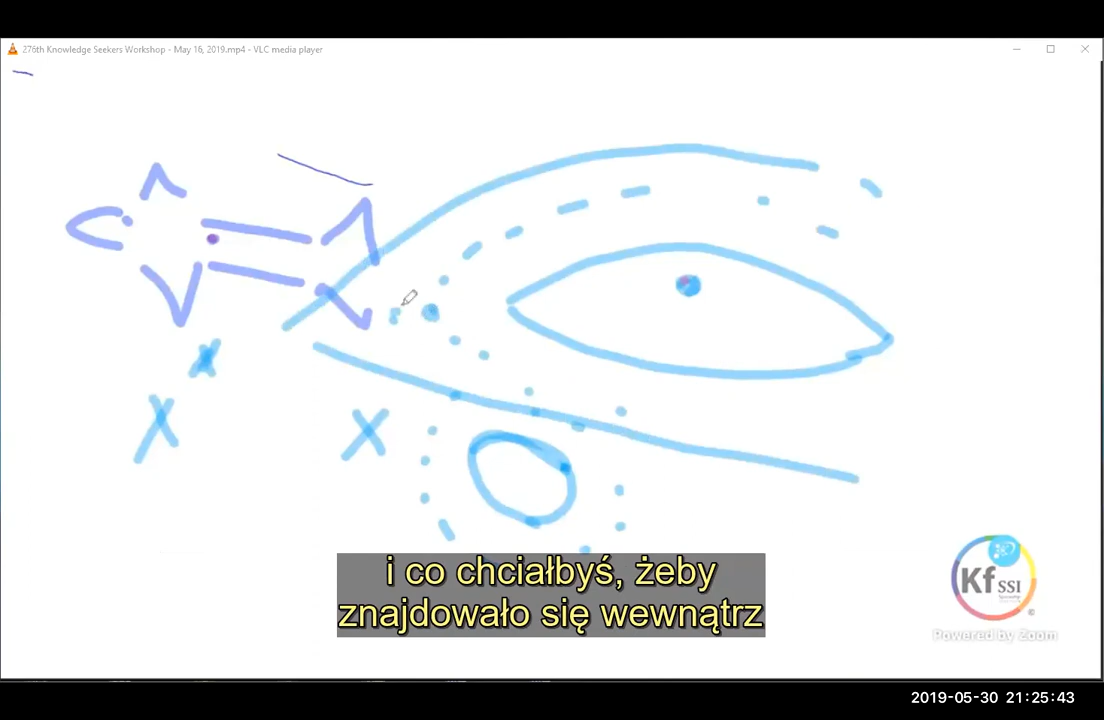 276th Knowledge Seekers Workshop - May 16, 2019.mp4 - VLC media player
X
X
X
i co chciałbyś, żeby
znajdowało się wewnątrz
Kf SSI
Powered by Zoom
2019-05-30 21:25:43